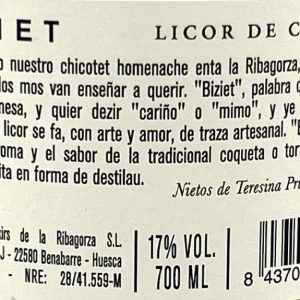 IET
LICOR DE C
o nuestro chicotet homenache enta la Ribagorza,
los mos van enseñar a querir. "Biziet", palabra
nesa, y quier dezir "cariño" o "mimo", y ye
licor se fa, con arte y amor, de traza artesanal.
roma y el sabor de la tradicional coqueta o tor
ita en forma de destilau.
Nietos de Teresina Pr
irs de la Ribagorza S.L.
J - 22580 Benabarre - Huesca
- NRE: 28/41.559-M
17% VOL.
700 ML
8 4370